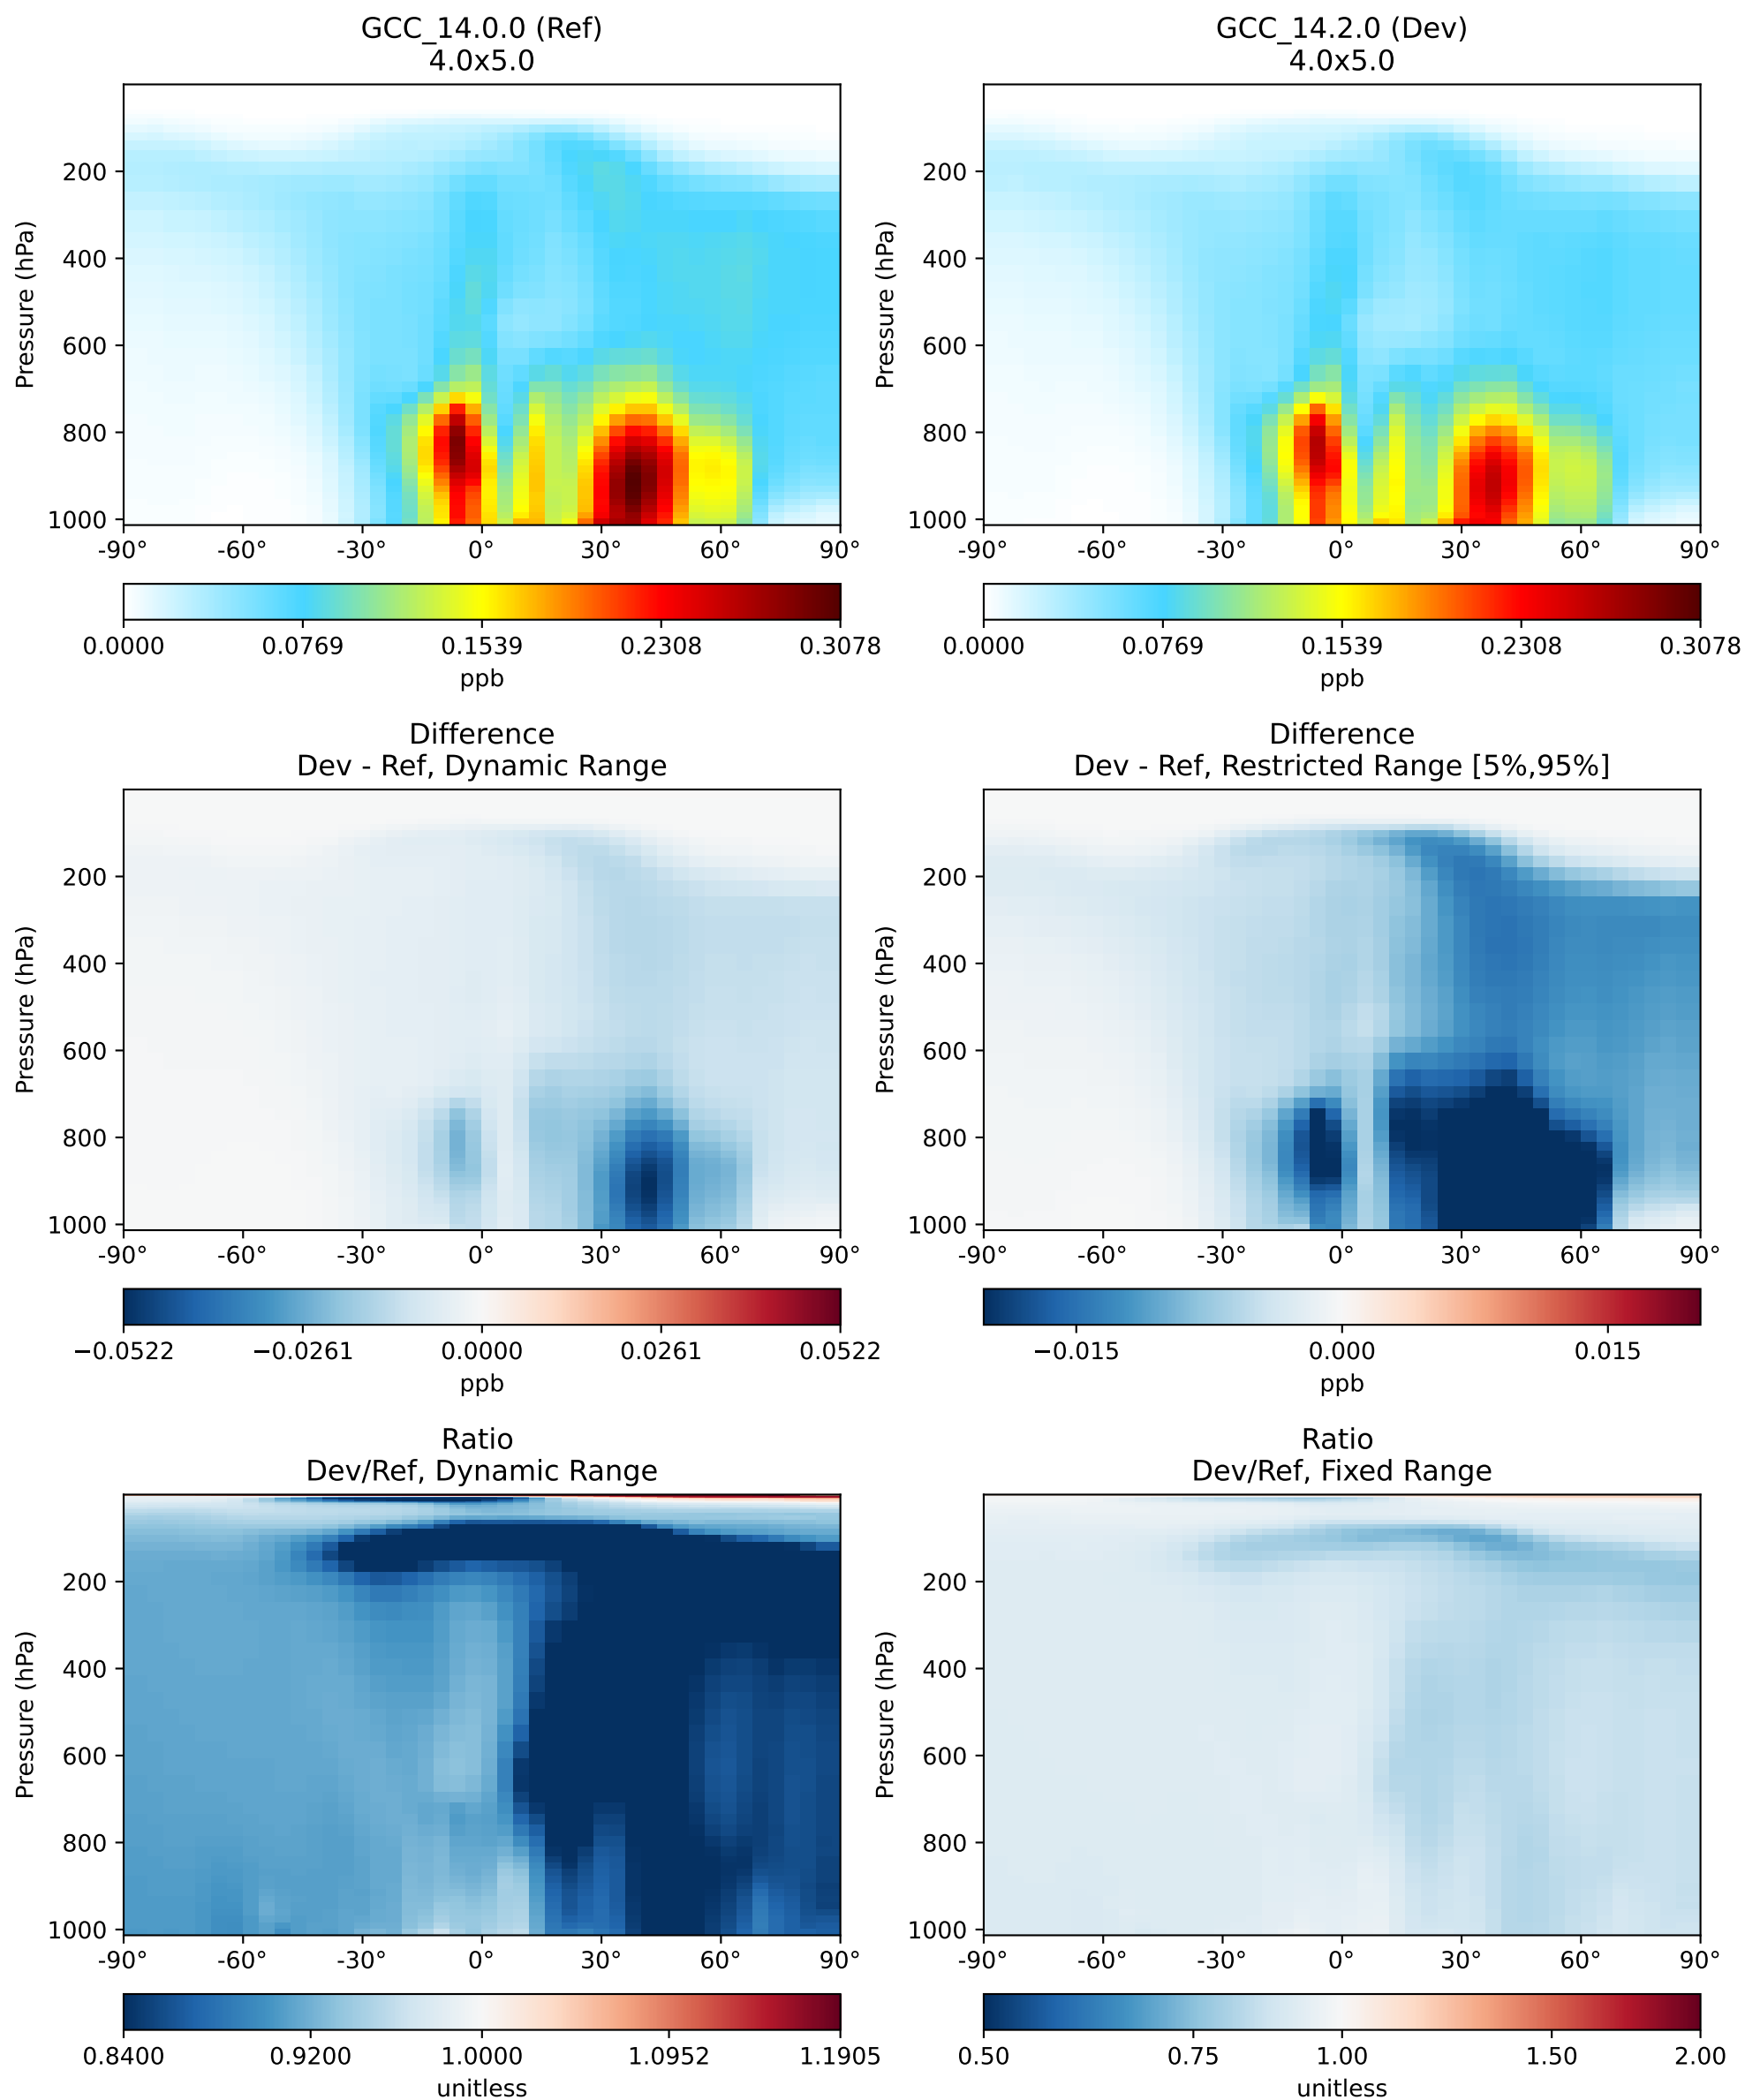 GCC_14.0.0 (Ref)
4.0x5.0
Pressure (hPa)
200
400
600
800
1000
-90° -60° -30° 0° 30° 60° 90°
0.0000 0.0769 0.1539 0.2308 0.3078
ppb
GCC_14.2.0 (Dev)
4.0x5.0
Pressure (hPa)
200
400
600
800
1000
-90° -60° -30° 0° 30° 60° 90°
0.0000 0.0769 0.1539 0.2308 0.3078
ppb
Difference
Dev - Ref, Dynamic Range
Pressure (hPa)
200
400
600
800
1000
-90° -60° -30° 0° 30° 60° 90°
−0.0522 −0.0261 0.0000 0.0261 0.0522
ppb
Difference
Dev - Ref, Restricted Range [5%,95%]
Pressure (hPa)
200
400
600
800
1000
-90° -60° -30° 0° 30° 60° 90°
−0.015 0.000 0.015
ppb
Ratio
Dev/Ref, Dynamic Range
Pressure (hPa)
200
400
600
800
1000
-90° -60° -30° 0° 30° 60° 90°
0.8400 0.9200 1.0000 1.0952 1.1905
unitless
Ratio
Dev/Ref, Fixed Range
Pressure (hPa)
200
400
600
800
1000
-90° -60° -30° 0° 30° 60° 90°
0.50 0.75 1.00 1.50 2.00
unitless